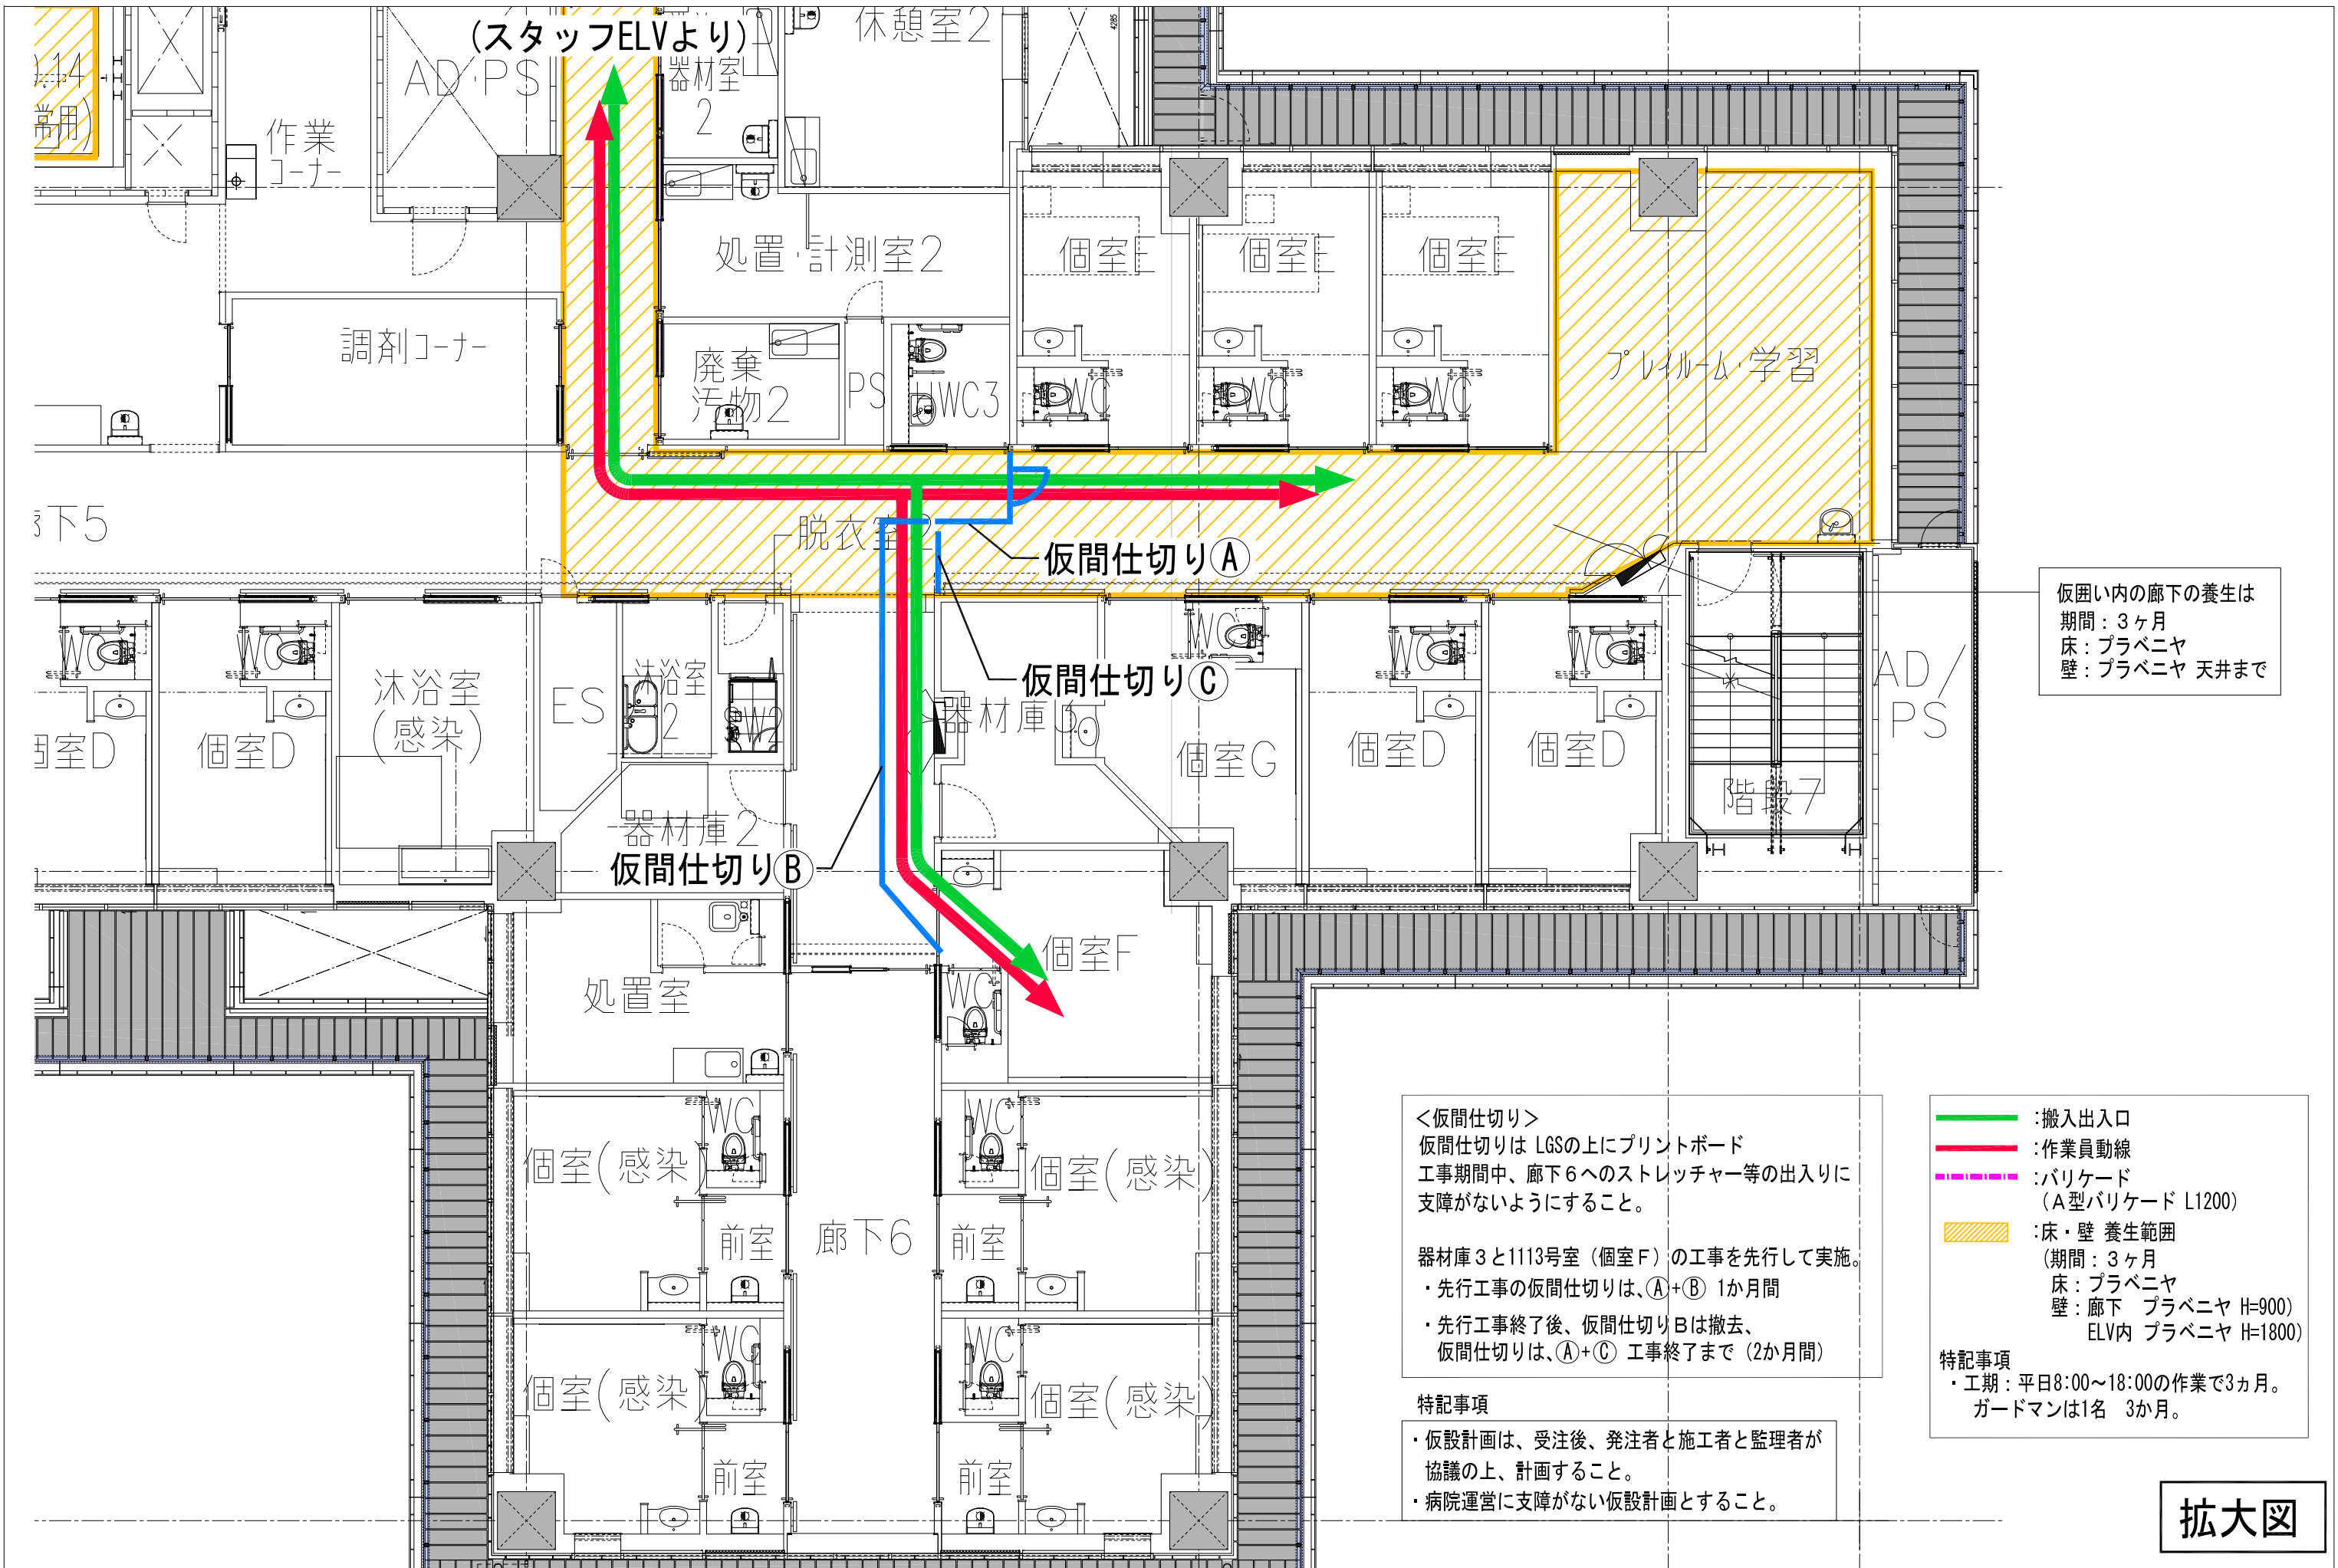 (スタッフELVより)
休憩室2
4285
AD・PS
器材室
2
作業
コーナー
調剤コーナー
処置・計測室2
個室E
個室E
個室E
プレイルーム・学習
廃棄
汚物2
PS
HWC3
WC
WC
WC
下5
脱衣室2
仮間仕切りⒶ
仮囲い内の廊下の養生は
期間：３ヶ月
床：プラベニヤ
壁：プラベニヤ 天井まで
仮間仕切りⒸ
WC
WC
沐浴室
(感染)
ES
沐浴室
2
SW2
器材庫3
WC
WC
WC
AD/
PS
個室D
個室D
個室G
個室D
個室D
階段7
器材庫2
仮間仕切りⒷ
処置室
個室F
WC
WC
WC
個室(感染)
個室(感染)
前室
廊下6
前室
WC
WC
個室(感染)
個室(感染)
前室
前室
＜仮間仕切り＞
仮間仕切りは LGSの上にプリントボード
工事期間中、廊下６へのストレッチャー等の出入りに
支障がないようにすること。
器材庫３と1113号室（個室Ｆ）の工事を先行して実施。
・先行工事の仮間仕切りは、Ⓐ+Ⓑ 1か月間
・先行工事終了後、仮間仕切りＢは撤去、
仮間仕切りは、Ⓐ+Ⓒ 工事終了まで（2か月間）
特記事項
・仮設計画は、受注後、発注者と施工者と監理者が
協議の上、計画すること。
・病院運営に支障がない仮設計画とすること。
:搬入出入口
:作業員動線
:バリケード
（Ａ型バリケード L1200）
:床・壁 養生範囲
(期間：３ヶ月
床：プラベニヤ
壁：廊下　プラベニヤ H=900)
ELV内 プラベニヤ H=1800)
特記事項
・工期：平日8:00～18:00の作業で3ヵ月。
ガードマンは1名　3か月。
拡大図